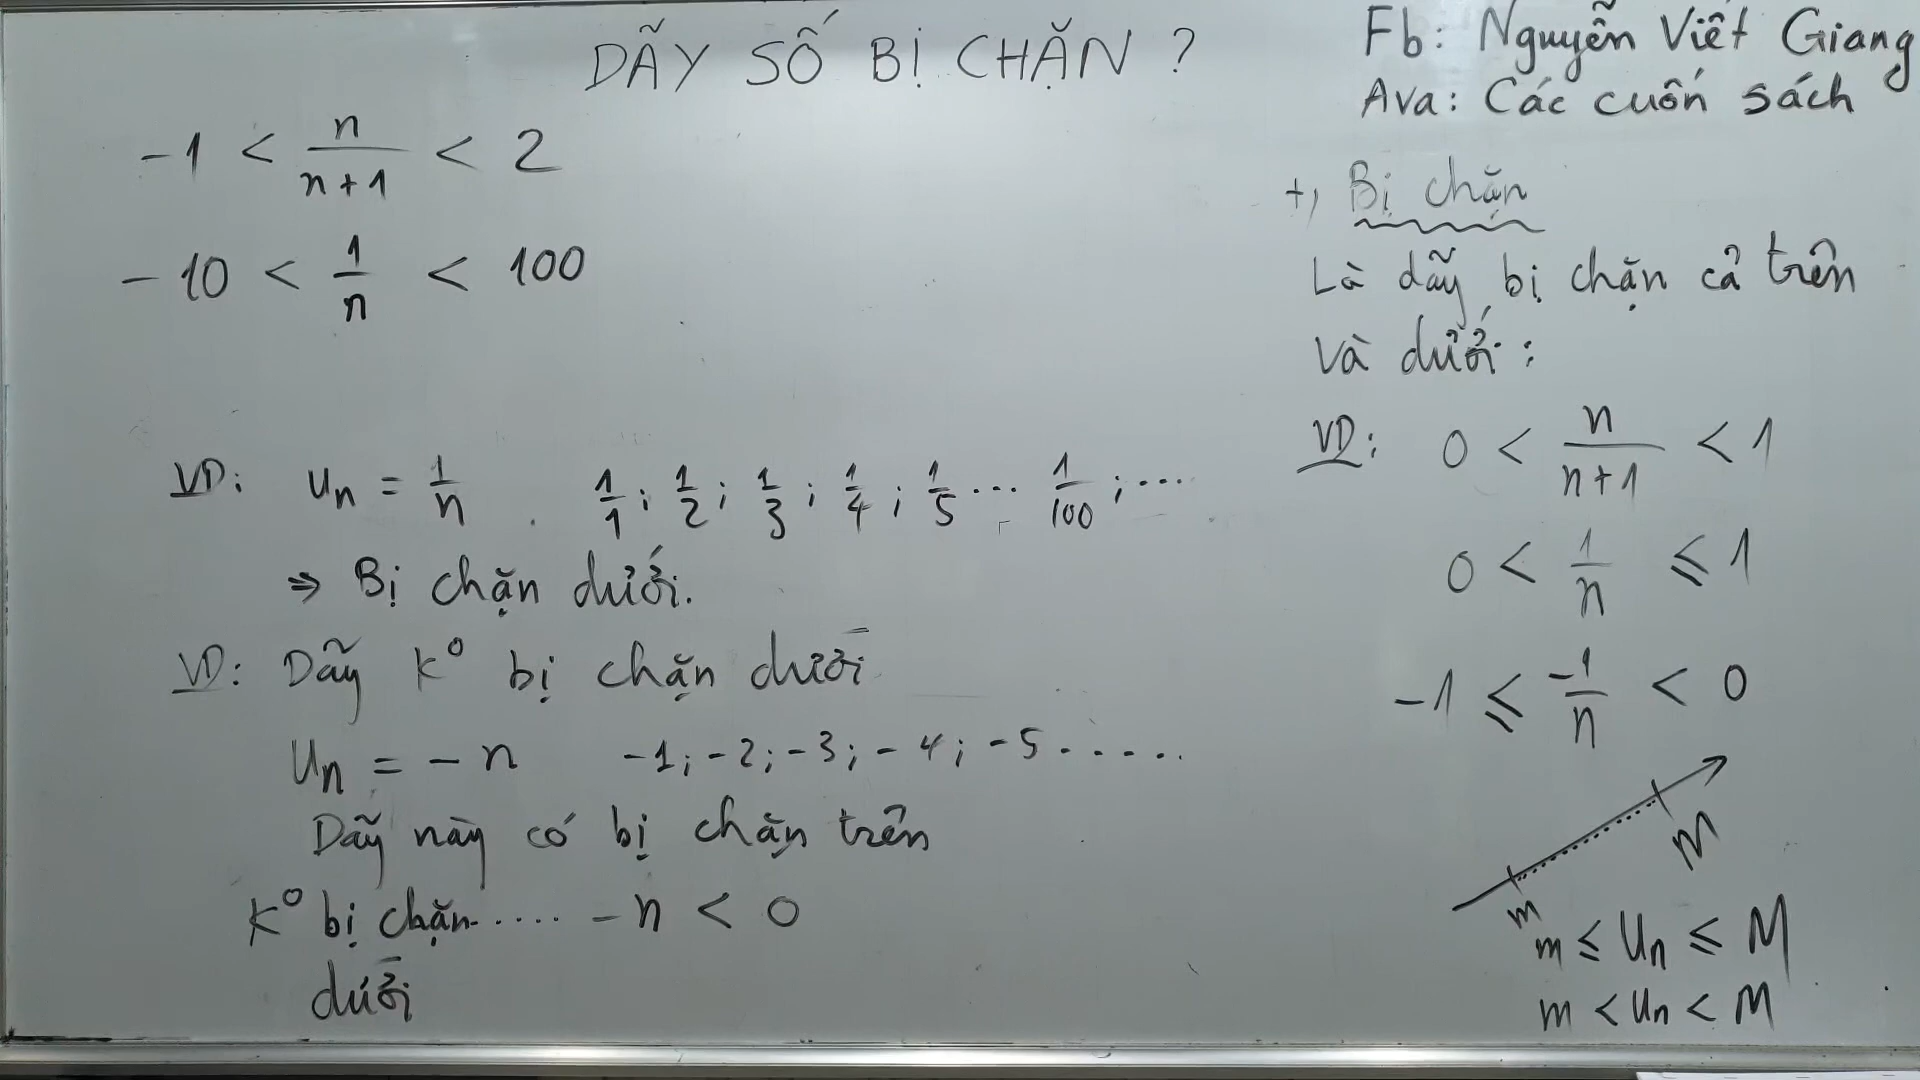 DÃY SỐ BỊ CHẶN ?
Fb: Nguyễn Viết Giang
Ava: Các cuốn sách
-1 < n/(n+1) < 2
-10 < 1/n < 100
VD: un = 1/n . 1/1 ; 1/2 ; 1/3 ; 1/4 ; 1/5 ... 1/100 ; ...
⇒ Bị chặn dưới.
VD: Dãy k⁰ bị chặn dưới
Un = - n -1; -2; -3; -4; -5 ......
Dãy này có bị chặn trên
k⁰ bị chặn ..... - n < 0
dưới
+, Bị chặn
Là dãy bị chặn cả trên
và dưới :
VD: 0 < n/(n+1) < 1
0 < 1/n ≤ 1
-1 ≤ -1/n < 0
M
m
m ≤ Un ≤ M
m < Un < M